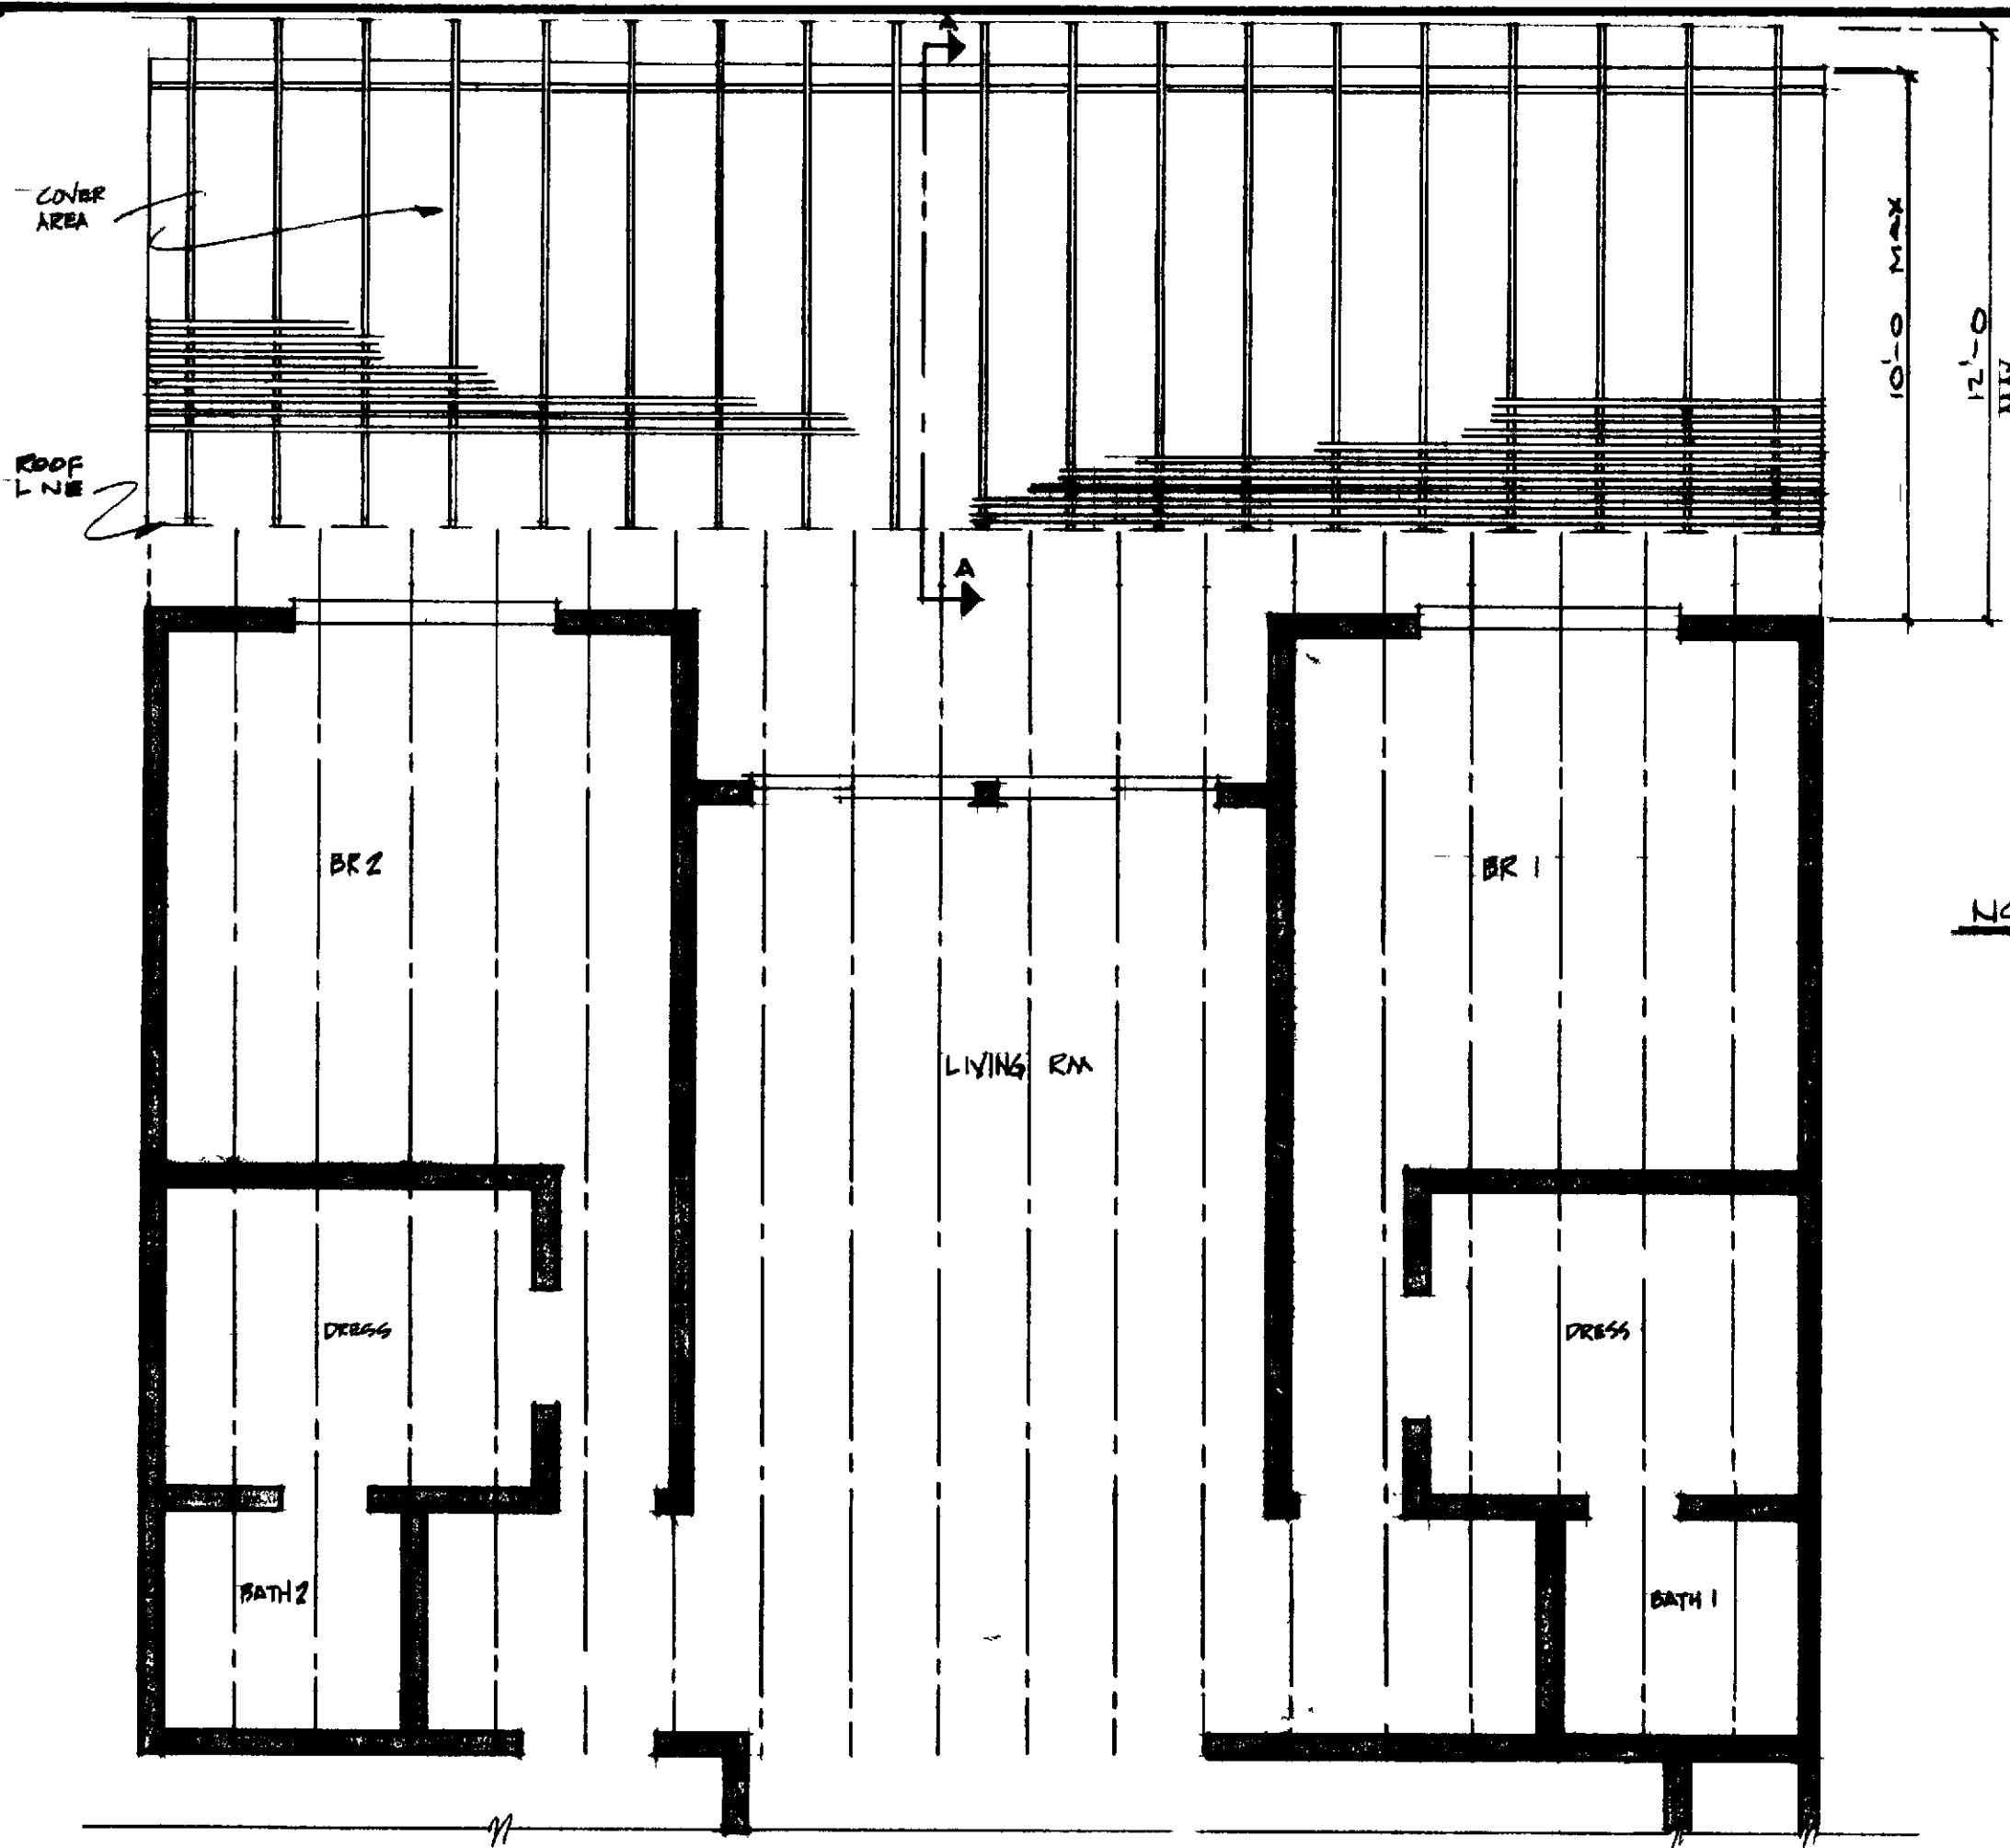 A
COVER
AREA
10'-0 MAX
12'-0
ROOF
L NE
A
BR 2
BR 1
LIVING RM
DRESS
DRESS
BATH 2
BATH 1